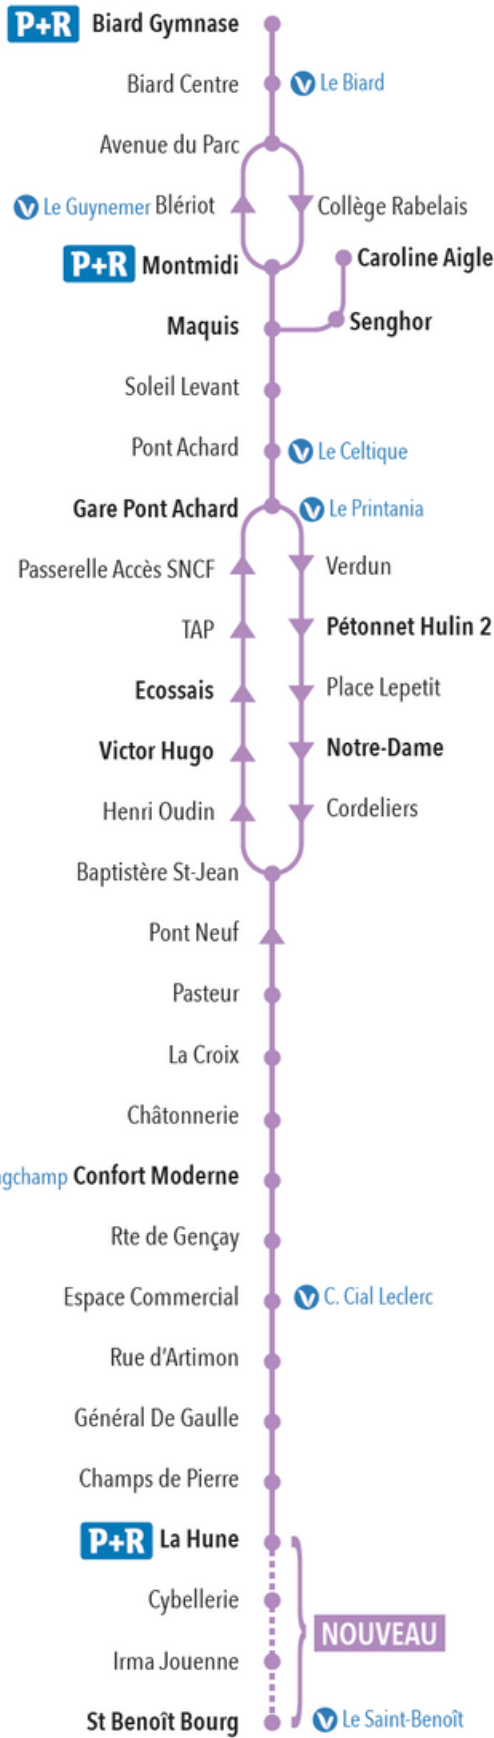 P+R Biard Gymnase
Biard Centre V Le Biard
Avenue du Parc
V Le Guynemer Blériot Collège Rabelais
P+R Montmidi Caroline Aigle
Maquis Senghor
Soleil Levant
Pont Achard V Le Celtique
Gare Pont Achard V Le Printania
Passerelle Accès SNCF Verdun
TAP Pétonnet Hulin 2
Ecossais Place Lepetit
Victor Hugo Notre-Dame
Henri Oudin Cordeliers
Baptistère St-Jean
Pont Neuf
Pasteur
La Croix
Châtonnerie
Confort Moderne
Rte de Gençay
Espace Commercial V C. Cial Leclerc
Rue d'Artimon
Général De Gaulle
Champs de Pierre
P+R La Hune
Cybellerie
NOUVEAU
Irma Jouenne
St Benoît Bourg V Le Saint-Benoît